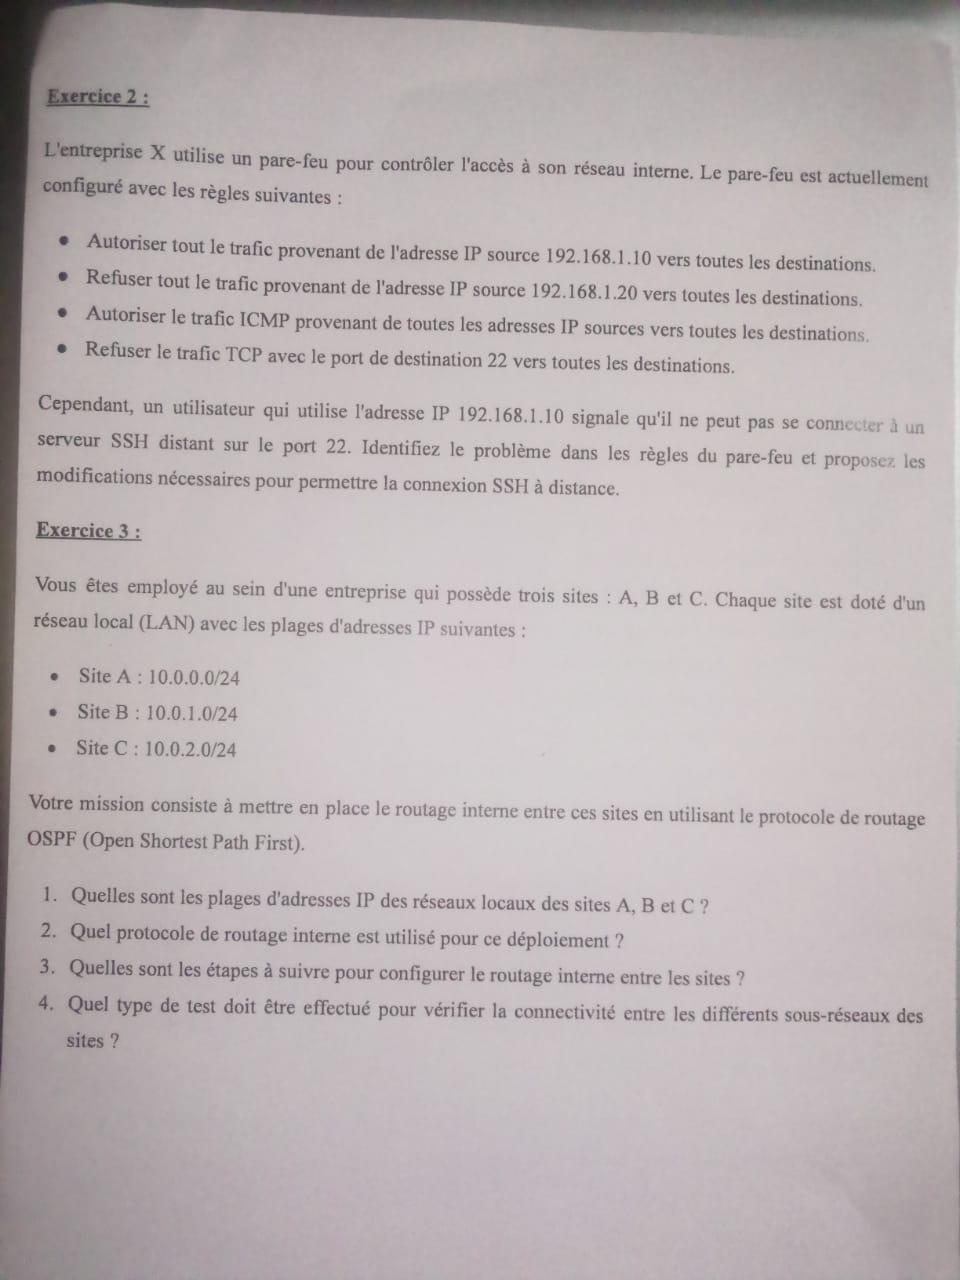 Exercice 2 :
L'entreprise X utilise un pare-feu pour contrôler l'accès à son réseau interne. Le pare-feu est actuellement
configuré avec les règles suivantes :
• Autoriser tout le trafic provenant de l'adresse IP source 192.168.1.10 vers toutes les destinations.
• Refuser tout le trafic provenant de l'adresse IP source 192.168.1.20 vers toutes les destinations.
• Autoriser le trafic ICMP provenant de toutes les adresses IP sources vers toutes les destinations.
• Refuser le trafic TCP avec le port de destination 22 vers toutes les destinations.
Cependant, un utilisateur qui utilise l'adresse IP 192.168.1.10 signale qu'il ne peut pas se connecter à un
serveur SSH distant sur le port 22. Identifiez le problème dans les règles du pare-feu et proposez les
modifications nécessaires pour permettre la connexion SSH à distance.
Exercice 3 :
Vous êtes employé au sein d'une entreprise qui possède trois sites : A, B et C. Chaque site est doté d'un
réseau local (LAN) avec les plages d'adresses IP suivantes :
• Site A : 10.0.0.0/24
• Site B : 10.0.1.0/24
• Site C : 10.0.2.0/24
Votre mission consiste à mettre en place le routage interne entre ces sites en utilisant le protocole de routage
OSPF (Open Shortest Path First).
1. Quelles sont les plages d'adresses IP des réseaux locaux des sites A, B et C ?
2. Quel protocole de routage interne est utilisé pour ce déploiement ?
3. Quelles sont les étapes à suivre pour configurer le routage interne entre les sites ?
4. Quel type de test doit être effectué pour vérifier la connectivité entre les différents sous-réseaux des
sites ?